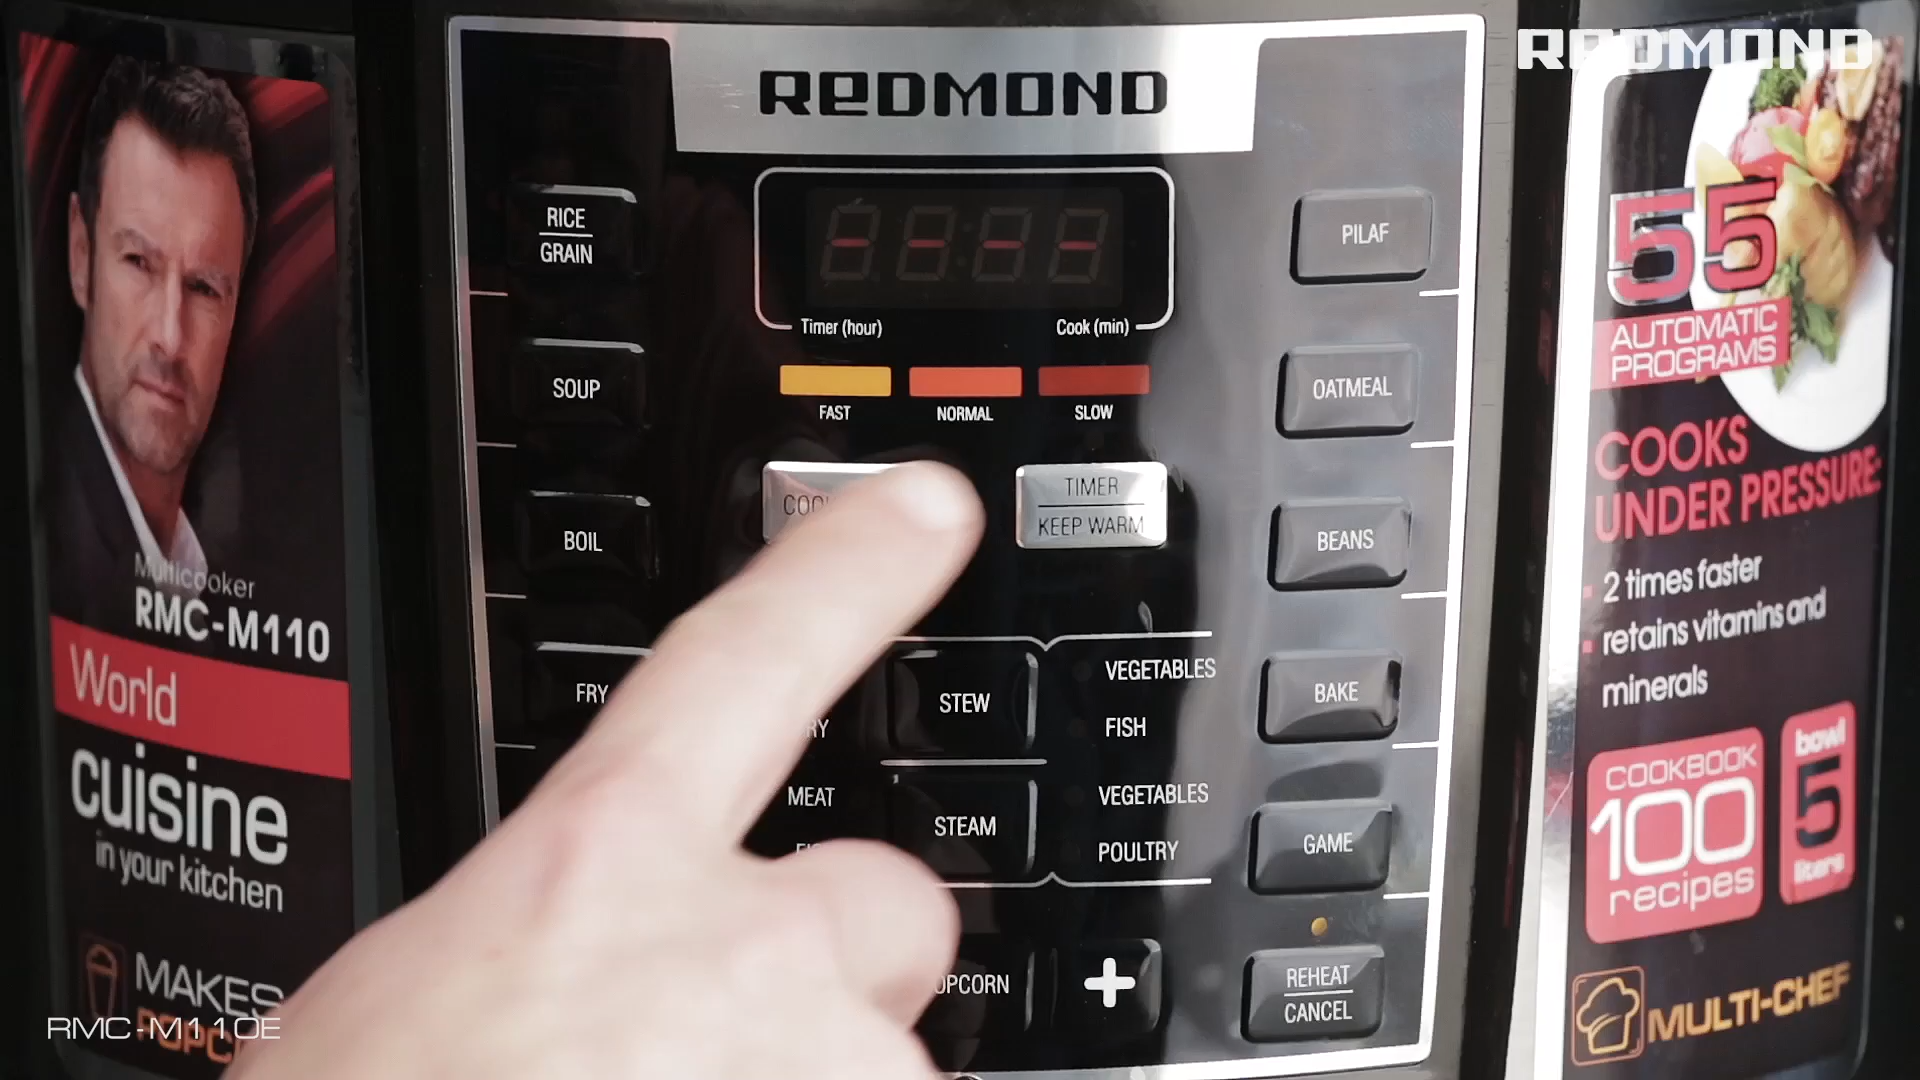 REDMOND
REDMOND
RICE
GRAIN
SOUP
BOIL
FRY
Timer (hour)
Cook (min)
FAST
NORMAL
SLOW
TIMER
KEEP WARM
STEW
VEGETABLES
FISH
MEAT
STEAM
VEGETABLES
POULTRY
+
PILAF
OATMEAL
BEANS
BAKE
GAME
REHEAT
CANCEL
Multicooker
RMC-M110
World
cuisine
in your kitchen
MAKES
RMC-M110E
55
AUTOMATIC
PROGRAMS
COOKS
UNDER PRESSURE:
2 times faster
retains vitamins and
minerals
COOKBOOK
100
recipes
bowl
5
liters
MULTI-CHEF